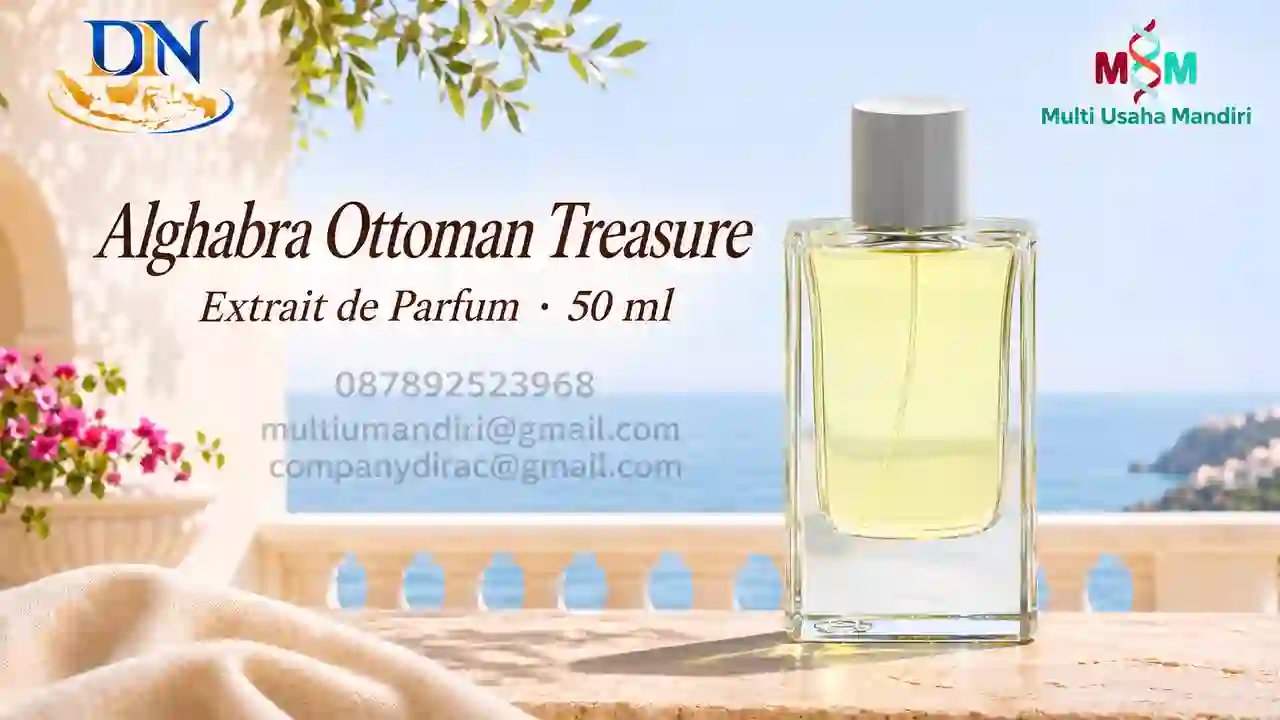 DN
MSM
Multi Usaha Mandiri
Alghabra Ottoman Treasure
Extrait de Parfum · 50 ml
087892523968
multiumandiri@gmail.com
companydirac@gmail.com